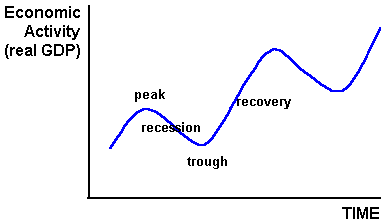 Economic
Activity
(real GDP)
peak
recovery
recession
trough
TIME